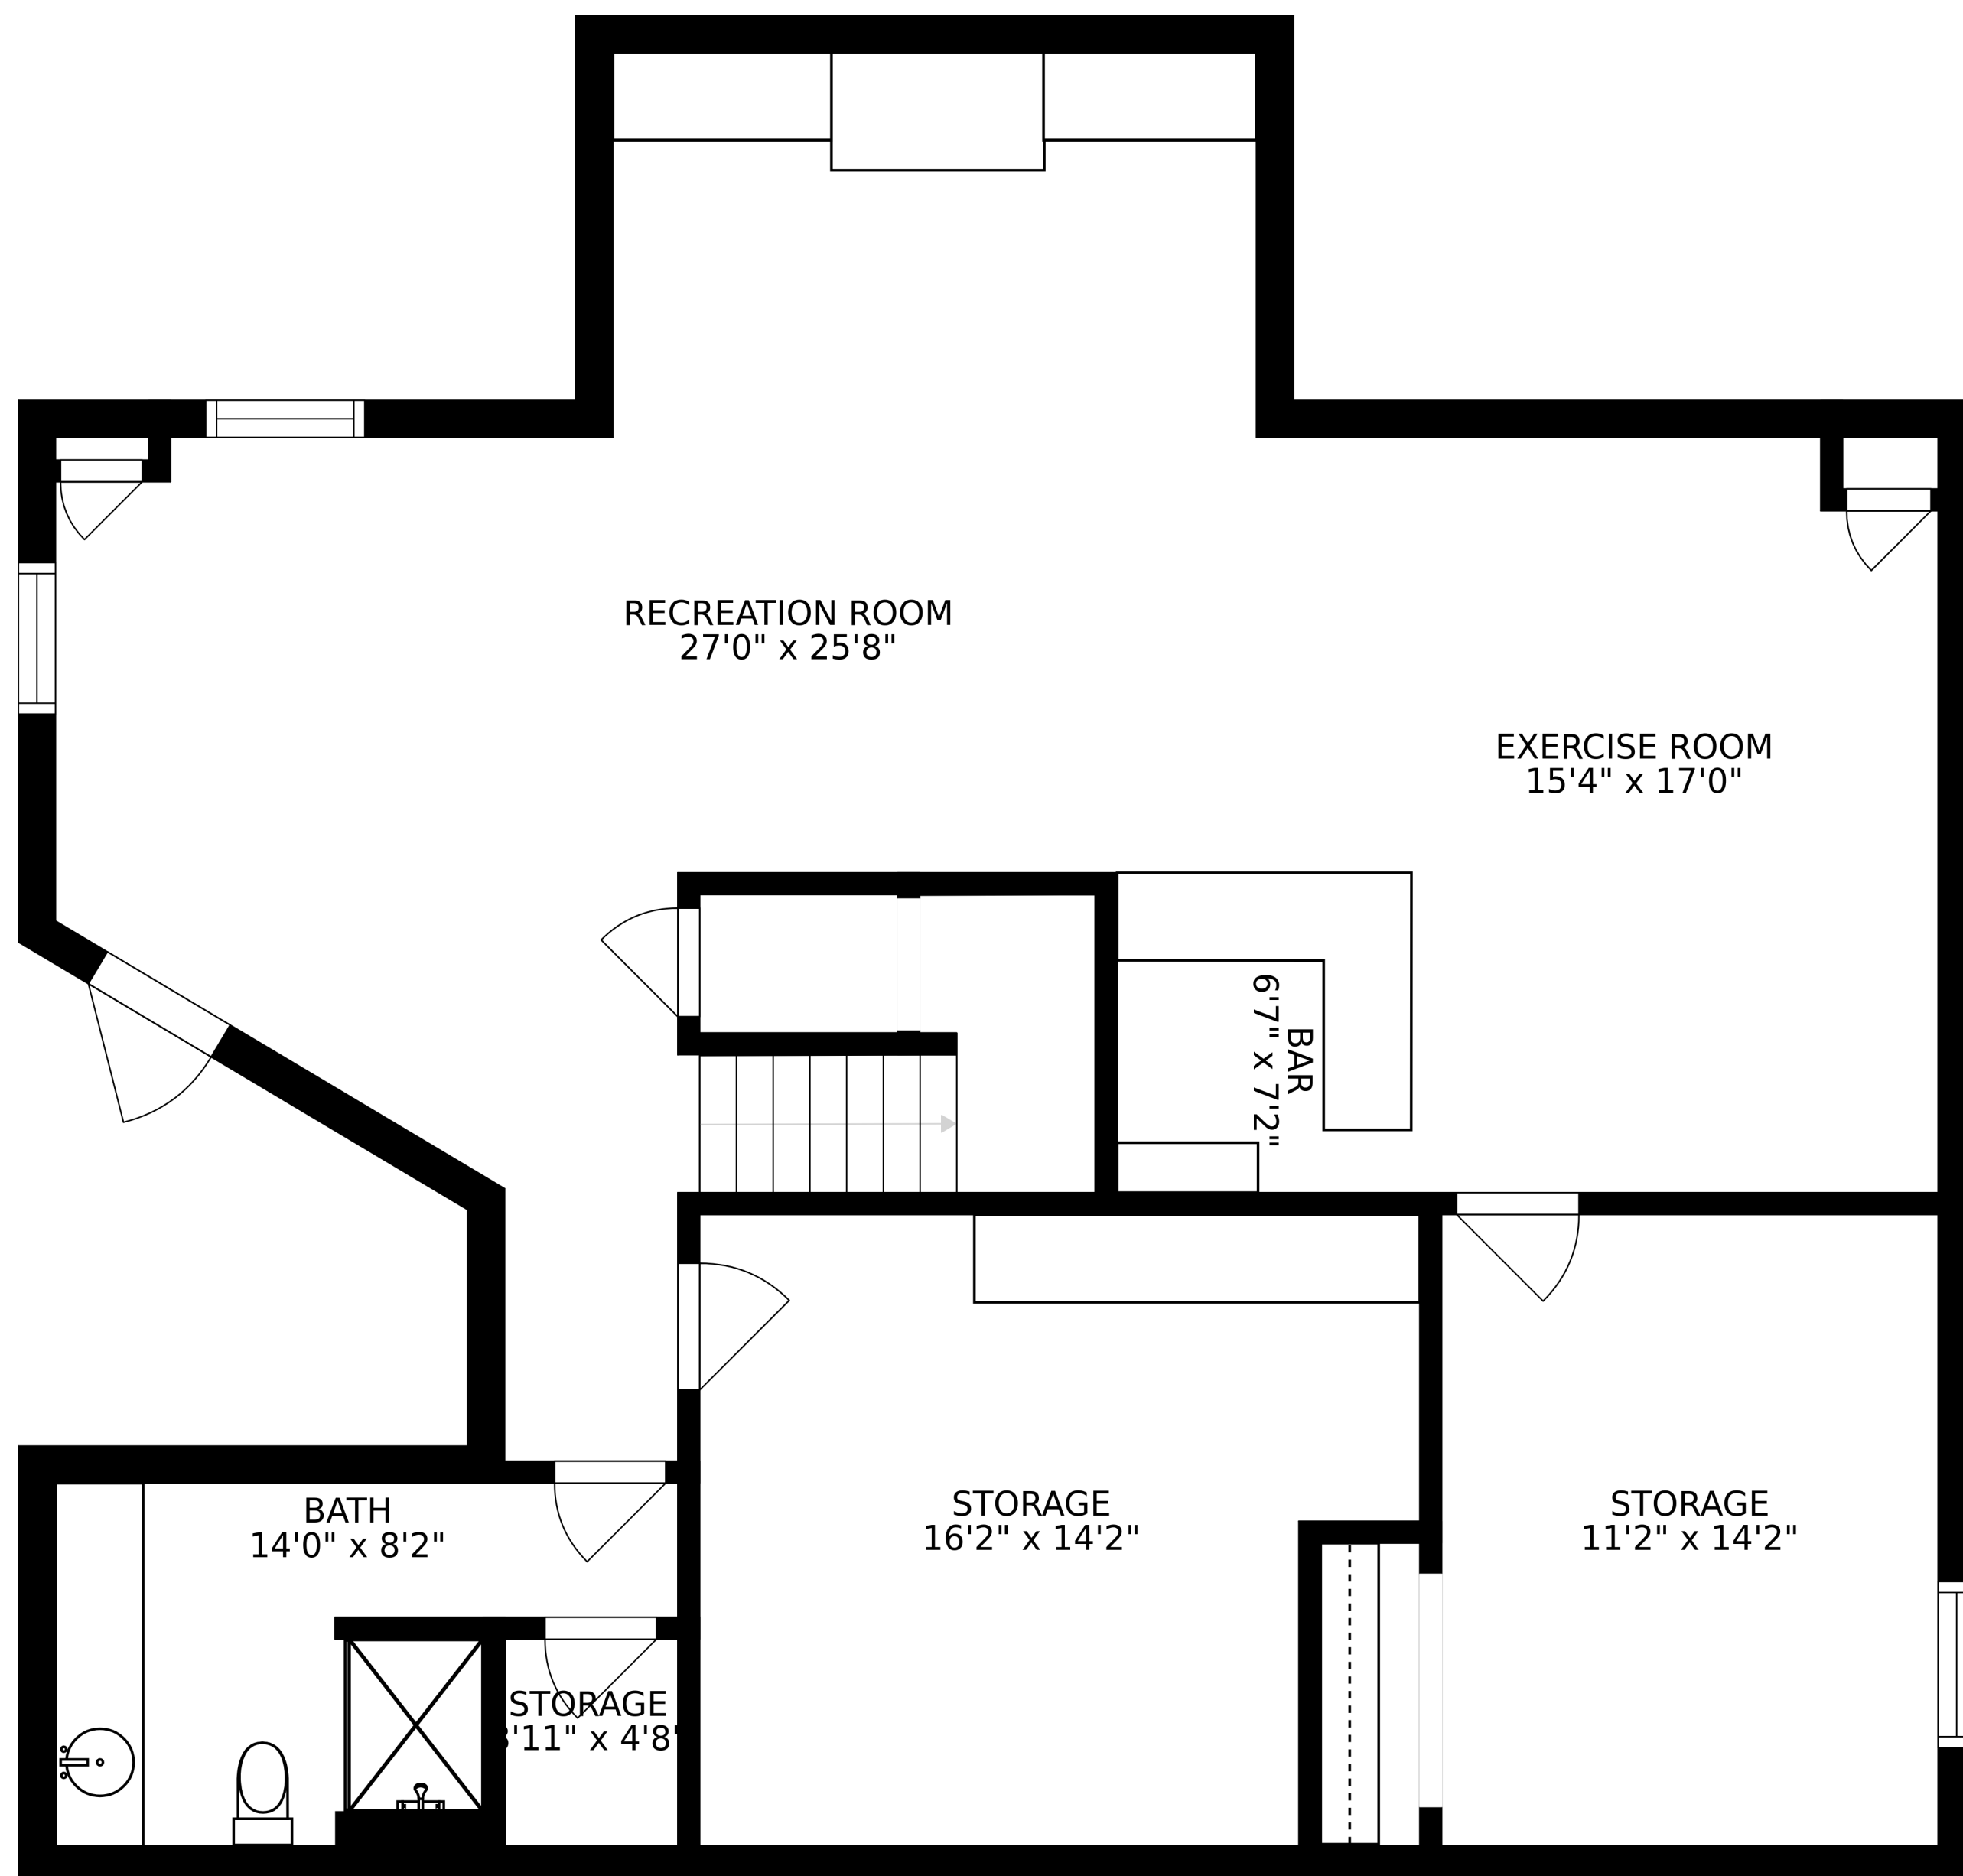 RECREATION ROOM
27'0" x 25'8"
EXERCISE ROOM
15'4" x 17'0"
BAR
6'7" x 7'2"
BATH
14'0" x 8'2"
STORAGE
16'2" x 14'2"
STORAGE
11'2" x 14'2"
STORAGE
'11" x 4'8"